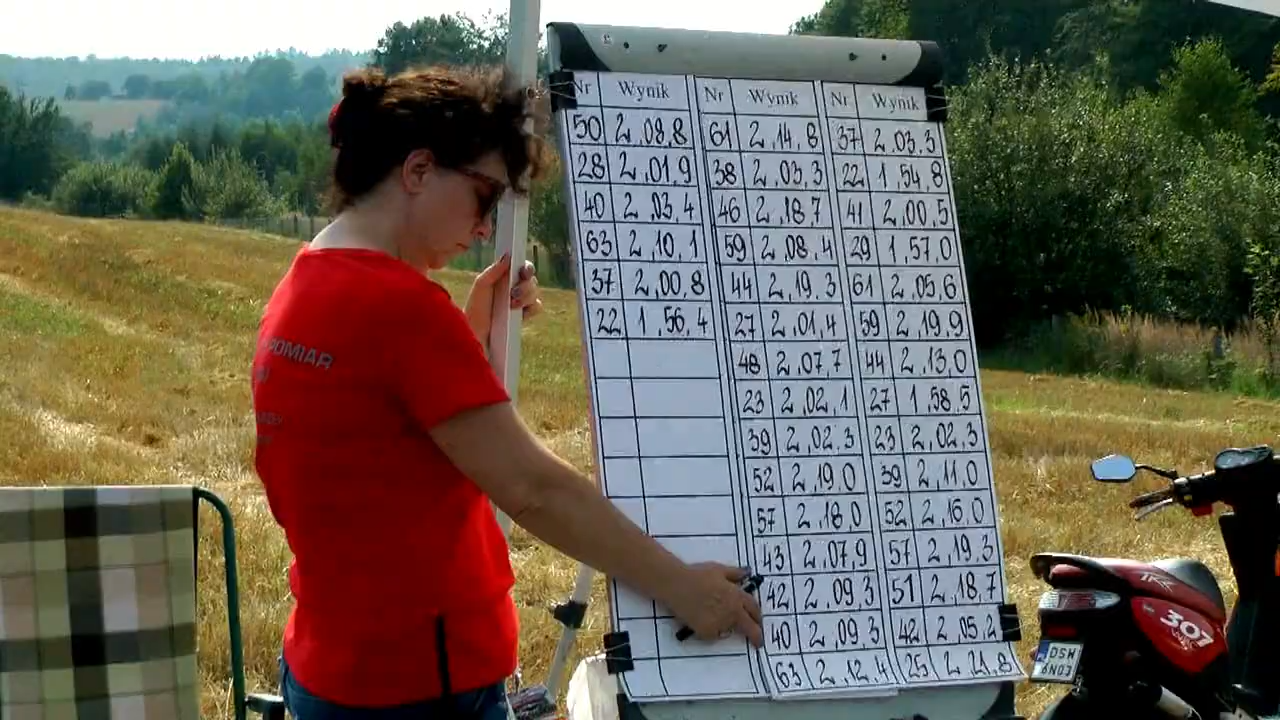 Nr Wynik Nr Wynik Nr Wynik
50 2,08,8 61 2,14,8 37 2,03,3
28 2,01,9 38 2,03,3 22 1,54,8
40 2,03,4 46 2,18,7 41 2,00,5
63 2,10,1 59 2,08,4 29 1,57,0
37 2,00,8 44 2,19,3 61 2,05,6
22 1,56,4 27 2,01,4 59 2,19,9
48 2,07,7 44 2,13,0
23 2,02,1 27 1,58,5
39 2,02,3 23 2,02,3
52 2,19,0 39 2,11,0
57 2,18,0 52 2,16,0
43 2,07,9 57 2,19,3
42 2,09,3 51 2,18,7
40 2,09,3 42 2,05,2
63 2,12,4 25 2,21,8
POMIAR
307
DSW
6N03